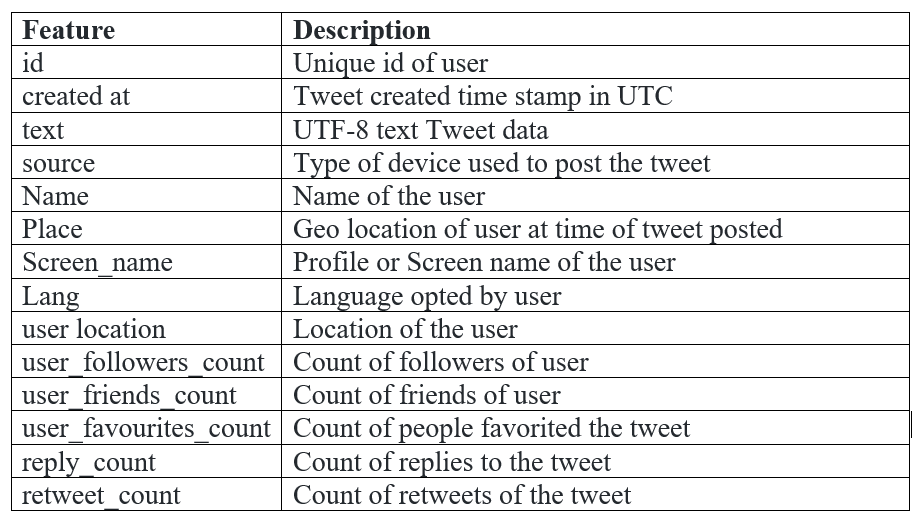 Feature Description
id Unique id of user
created at Tweet created time stamp in UTC
text UTF-8 text Tweet data
source Type of device used to post the tweet
Name Name of the user
Place Geo location of user at time of tweet posted
Screen_name Profile or Screen name of the user
Lang Language opted by user
user location Location of the user
user_followers_count Count of followers of user
user_friends_count Count of friends of user
user_favourites_count Count of people favorited the tweet
reply_count Count of replies to the tweet
retweet_count Count of retweets of the tweet